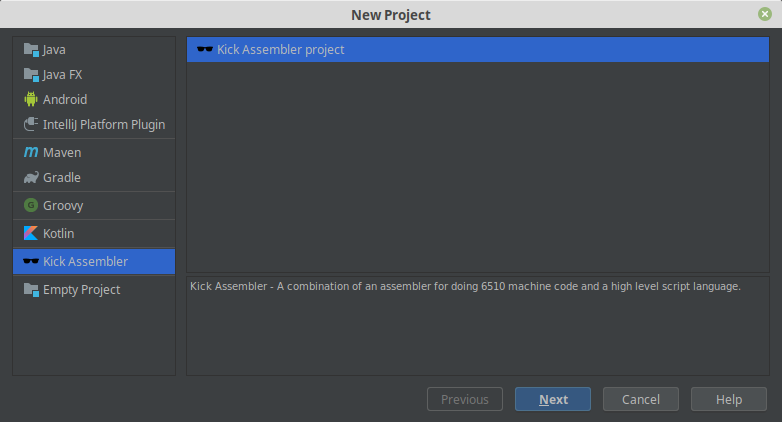 New Project
Java
Java FX
Android
IntelliJ Platform Plugin
Maven
Gradle
Groovy
Kotlin
Kick Assembler
Empty Project
Kick Assembler project
Kick Assembler - A combination of an assembler for doing 6510 machine code and a high level script language.
Previous
Next
Cancel
Help